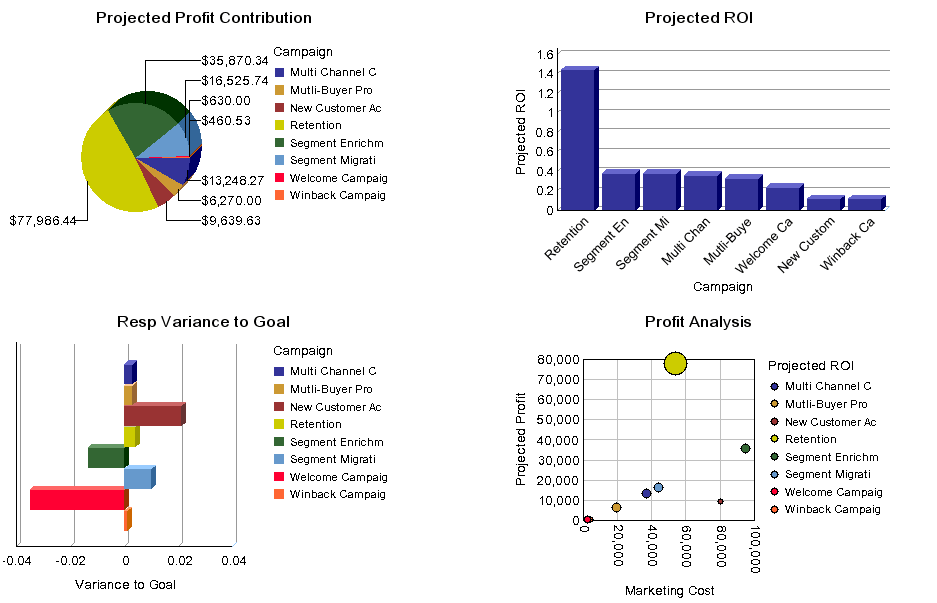 Projected Profit Contribution
$35,870.34
$16,525.74
$630.00
$460.53
$13,248.27
$6,270.00
$9,639.63
$77,986.44
Campaign
Multi Channel C
Mutli-Buyer Pro
New Customer Ac
Retention
Segment Enrichm
Segment Migrati
Welcome Campaig
Winback Campaig
Projected ROI
Projected ROI
1.6
1.4
1.2
1
0.8
0.6
0.4
0.2
0
Retention
Segment En
Segment Mi
Multi Chan
Mutli-Buye
Welcome Ca
New Custom
Winback Ca
Campaign
Resp Variance to Goal
-0.04
-0.02
0
0.02
0.04
Variance to Goal
Campaign
Multi Channel C
Mutli-Buyer Pro
New Customer Ac
Retention
Segment Enrichm
Segment Migrati
Welcome Campaig
Winback Campaig
Profit Analysis
Projected Profit
80,000
70,000
60,000
50,000
40,000
30,000
20,000
10,000
0
0
20,000
40,000
60,000
80,000
100,000
Marketing Cost
Projected ROI
Multi Channel C
Mutli-Buyer Pro
New Customer Ac
Retention
Segment Enrichm
Segment Migrati
Welcome Campaig
Winback Campaig